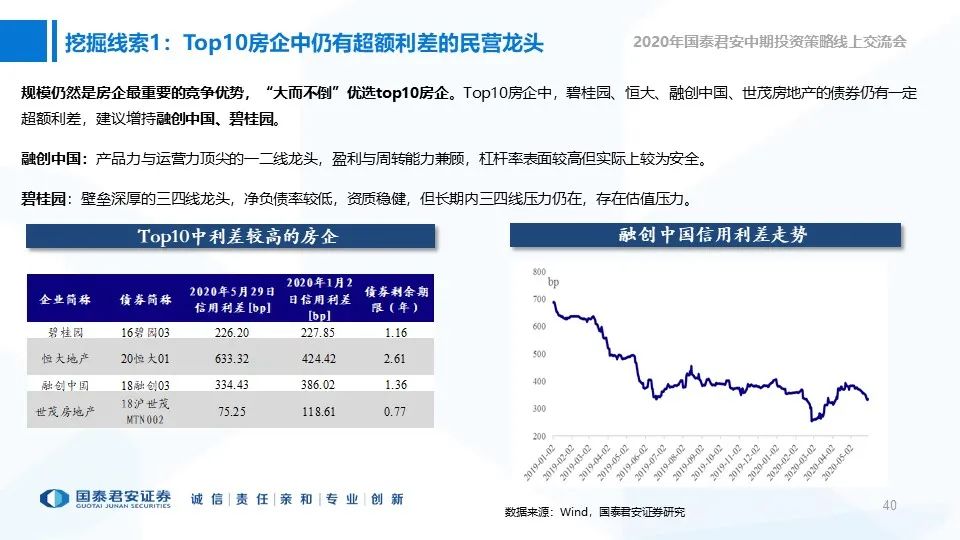 挖掘线索1：Top10房企中仍有超额利差的民营龙头
2020年国泰君安中期投资策略线上交流会
规模仍然是房企最重要的竞争优势，“大而不倒”优选top10房企。Top10房企中，碧桂园、恒大、融创中国、世茂房地产的债券仍有一定
超额利差，建议增持融创中国、碧桂园。
融创中国：产品力与运营力顶尖的一二线龙头，盈利与周转能力兼顾，杠杆率表面较高但实际上较为安全。
碧桂园：壁垒深厚的三四线龙头，净负债率较低，资质稳健，但长期内三四线压力仍在，存在估值压力。
Top10中利差较高的房企
企业简称 债券简称 2020年5月29日信用利差[bp] 2020年1月2日信用利差[bp] 债券剩余期限（年）
碧桂园 16碧园03 226.20 227.85 1.16
恒大地产 20恒大01 633.32 424.42 2.61
融创中国 18融创03 334.43 386.02 1.36
世茂房地产 18沪世茂MTN002 75.25 118.61 0.77
融创中国信用利差走势
bp
800
700
600
500
400
300
200
2019-01-02
2019-02-02
2019-03-02
2019-04-02
2019-05-02
2019-06-02
2019-07-02
2019-08-02
2019-09-02
2019-10-02
2019-11-02
2019-12-02
2020-01-02
2020-02-02
2020-03-02
2020-04-02
2020-05-02
国泰君安证券
GUOTAI JUNAN SECURITIES
诚信|责任|亲和|专业|创新
数据来源：Wind，国泰君安证券研究
40